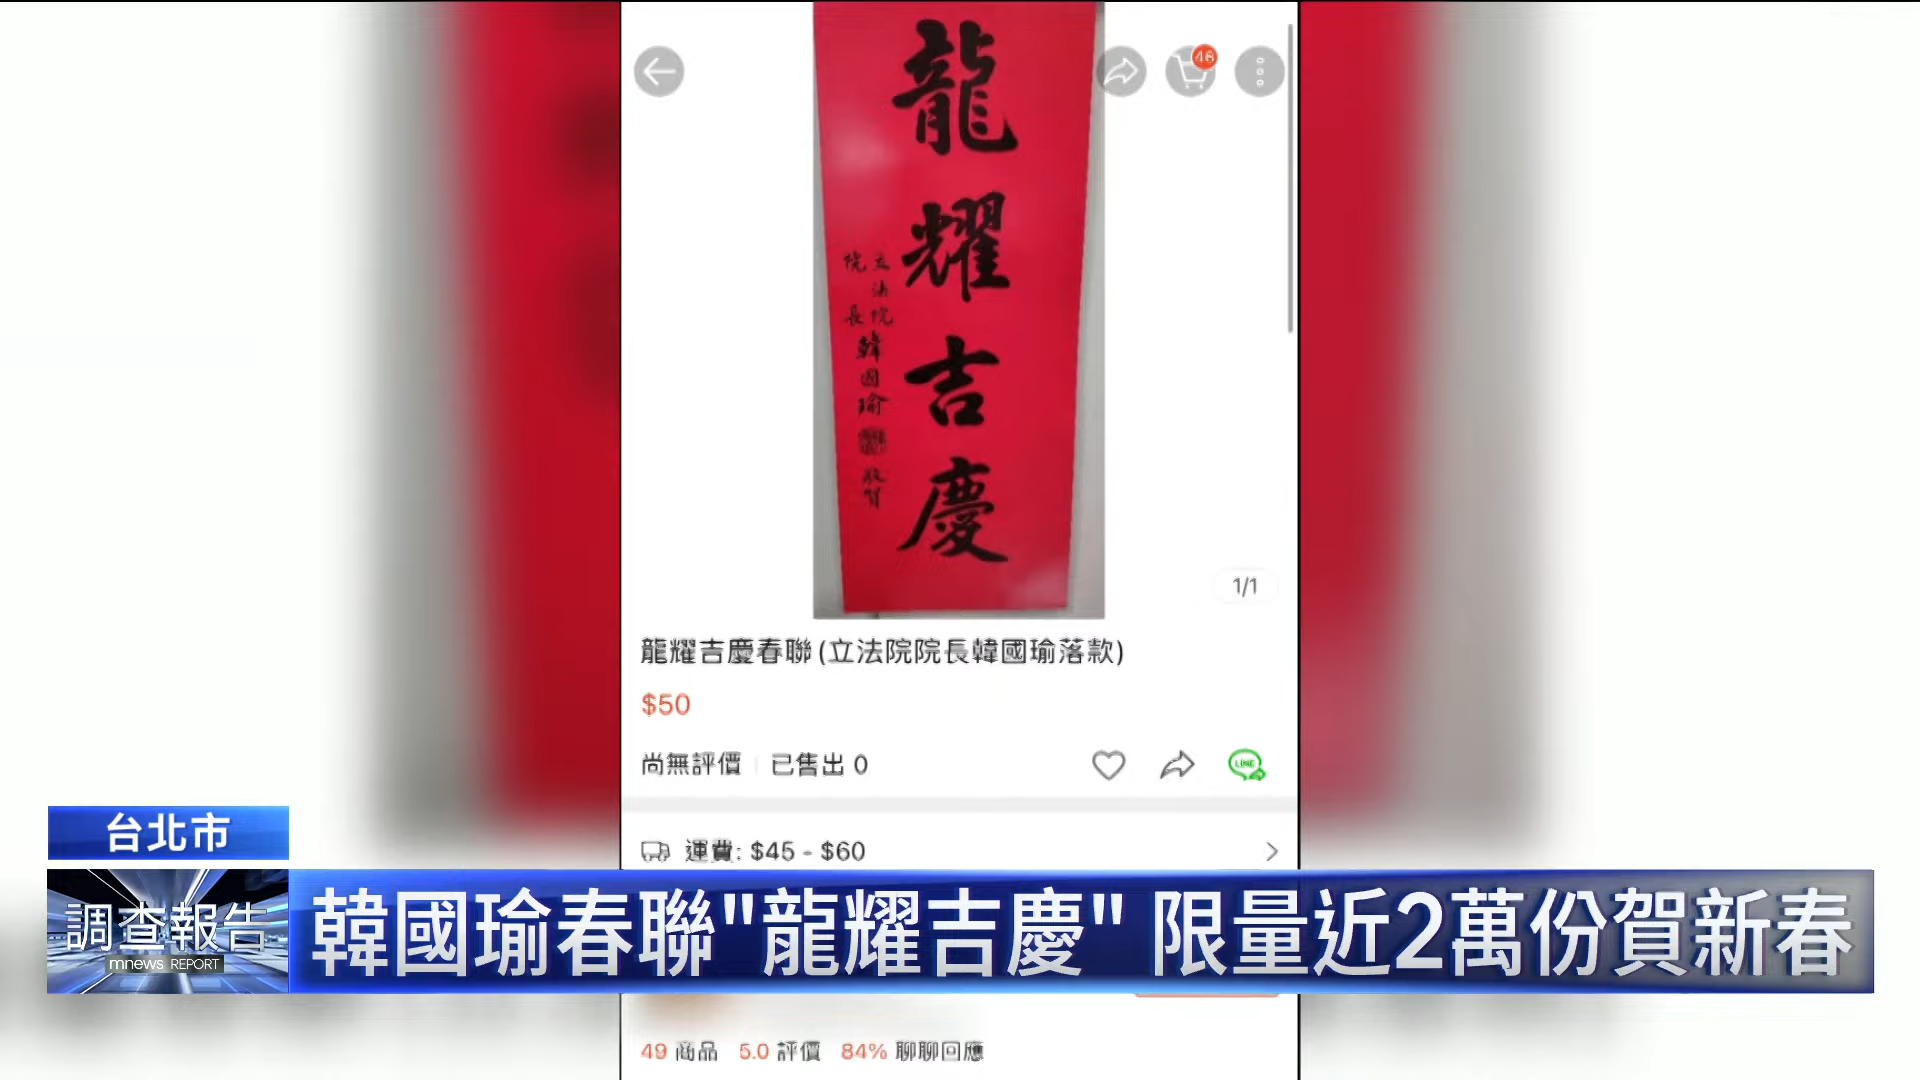 46
龍耀吉慶
立法院
院長
韓國瑜
敬賀
1/1
龍耀吉慶春聯(立法院院長韓國瑜落款)
$50
尚無評價 已售出 0
LINE
運費: $45 - $60
台北市
調查報告
mnews REPORT
韓國瑜春聯"龍耀吉慶" 限量近2萬份賀新春
49 商品 5.0 評價 84% 聊聊回應